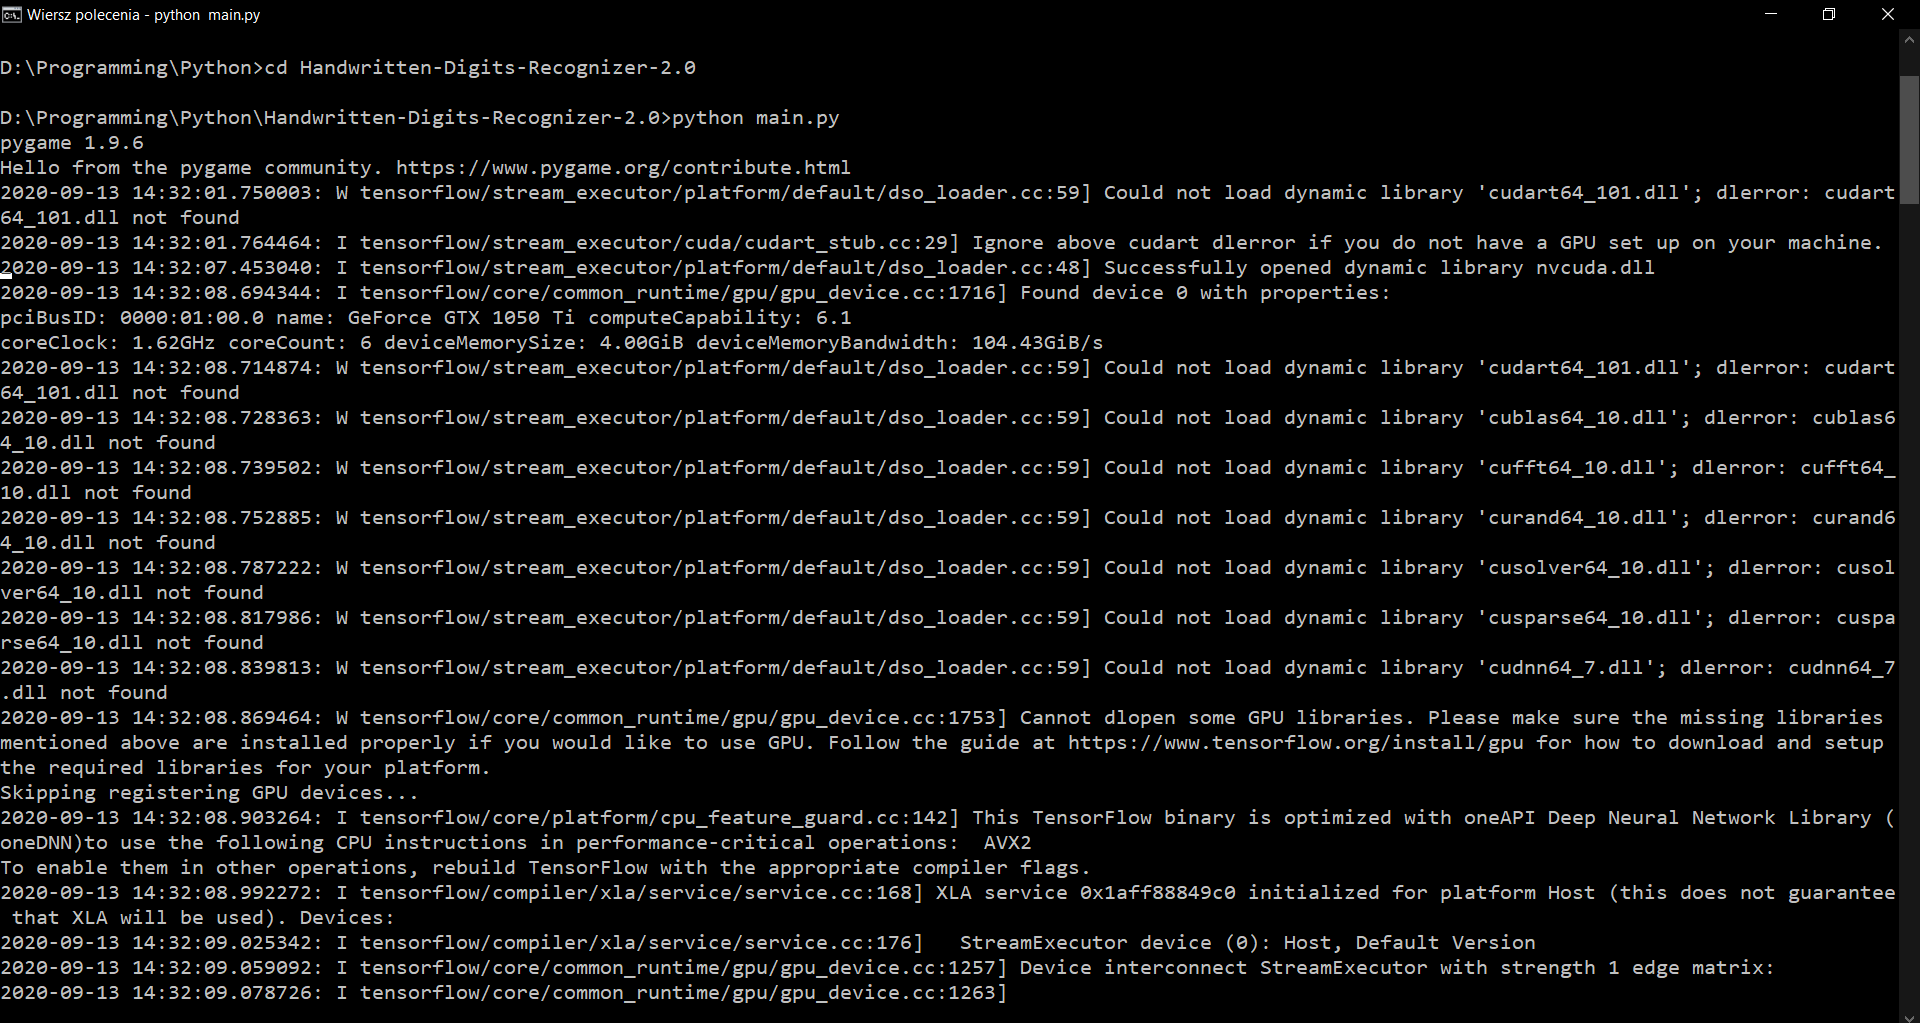 Wiersz polecenia - python  main.py
D:\Programming\Python>cd Handwritten-Digits-Recognizer-2.0
D:\Programming\Python\Handwritten-Digits-Recognizer-2.0>python main.py
pygame 1.9.6
Hello from the pygame community. https://www.pygame.org/contribute.html
2020-09-13 14:32:01.750003: W tensorflow/stream_executor/platform/default/dso_loader.cc:59] Could not load dynamic library 'cudart64_101.dll'; dlerror: cudart
64_101.dll not found
2020-09-13 14:32:01.764464: I tensorflow/stream_executor/cuda/cudart_stub.cc:29] Ignore above cudart dlerror if you do not have a GPU set up on your machine.
2020-09-13 14:32:07.453040: I tensorflow/stream_executor/platform/default/dso_loader.cc:48] Successfully opened dynamic library nvcuda.dll
2020-09-13 14:32:08.694344: I tensorflow/core/common_runtime/gpu/gpu_device.cc:1716] Found device 0 with properties:
pciBusID: 0000:01:00.0 name: GeForce GTX 1050 Ti computeCapability: 6.1
coreClock: 1.62GHz coreCount: 6 deviceMemorySize: 4.00GiB deviceMemoryBandwidth: 104.43GiB/s
2020-09-13 14:32:08.714874: W tensorflow/stream_executor/platform/default/dso_loader.cc:59] Could not load dynamic library 'cudart64_101.dll'; dlerror: cudart
64_101.dll not found
2020-09-13 14:32:08.728363: W tensorflow/stream_executor/platform/default/dso_loader.cc:59] Could not load dynamic library 'cublas64_10.dll'; dlerror: cublas6
4_10.dll not found
2020-09-13 14:32:08.739502: W tensorflow/stream_executor/platform/default/dso_loader.cc:59] Could not load dynamic library 'cufft64_10.dll'; dlerror: cufft64_
10.dll not found
2020-09-13 14:32:08.752885: W tensorflow/stream_executor/platform/default/dso_loader.cc:59] Could not load dynamic library 'curand64_10.dll'; dlerror: curand6
4_10.dll not found
2020-09-13 14:32:08.787222: W tensorflow/stream_executor/platform/default/dso_loader.cc:59] Could not load dynamic library 'cusolver64_10.dll'; dlerror: cusol
ver64_10.dll not found
2020-09-13 14:32:08.817986: W tensorflow/stream_executor/platform/default/dso_loader.cc:59] Could not load dynamic library 'cusparse64_10.dll'; dlerror: cuspa
rse64_10.dll not found
2020-09-13 14:32:08.839813: W tensorflow/stream_executor/platform/default/dso_loader.cc:59] Could not load dynamic library 'cudnn64_7.dll'; dlerror: cudnn64_7
.dll not found
2020-09-13 14:32:08.869464: W tensorflow/core/common_runtime/gpu/gpu_device.cc:1753] Cannot dlopen some GPU libraries. Please make sure the missing libraries
mentioned above are installed properly if you would like to use GPU. Follow the guide at https://www.tensorflow.org/install/gpu for how to download and setup
the required libraries for your platform.
Skipping registering GPU devices...
2020-09-13 14:32:08.903264: I tensorflow/core/platform/cpu_feature_guard.cc:142] This TensorFlow binary is optimized with oneAPI Deep Neural Network Library (
oneDNN)to use the following CPU instructions in performance-critical operations:  AVX2
To enable them in other operations, rebuild TensorFlow with the appropriate compiler flags.
2020-09-13 14:32:08.992272: I tensorflow/compiler/xla/service/service.cc:168] XLA service 0x1aff88849c0 initialized for platform Host (this does not guarantee
 that XLA will be used). Devices:
2020-09-13 14:32:09.025342: I tensorflow/compiler/xla/service/service.cc:176]   StreamExecutor device (0): Host, Default Version
2020-09-13 14:32:09.059092: I tensorflow/core/common_runtime/gpu/gpu_device.cc:1257] Device interconnect StreamExecutor with strength 1 edge matrix:
2020-09-13 14:32:09.078726: I tensorflow/core/common_runtime/gpu/gpu_device.cc:1263]